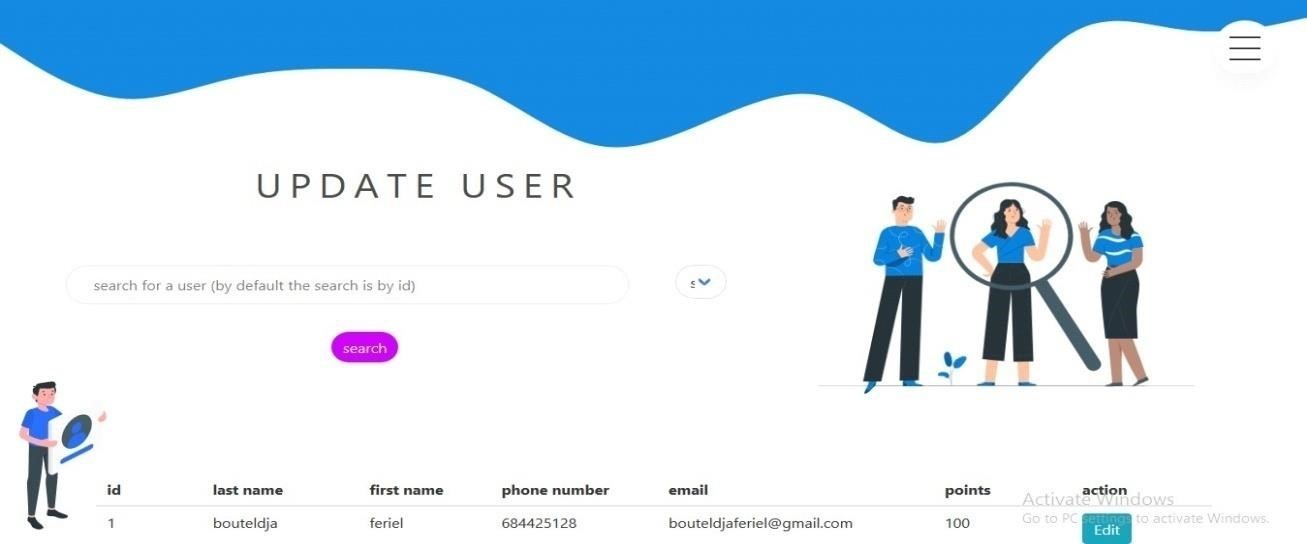 UPDATE USER
search for a user (by default the search is by id)
s
search
id last name first name phone number email points action
1 bouteldja feriel 684425128 bouteldjaferiel@gmail.com 100 Edit
Activate Windows
Go to PC settings to activate Windows.